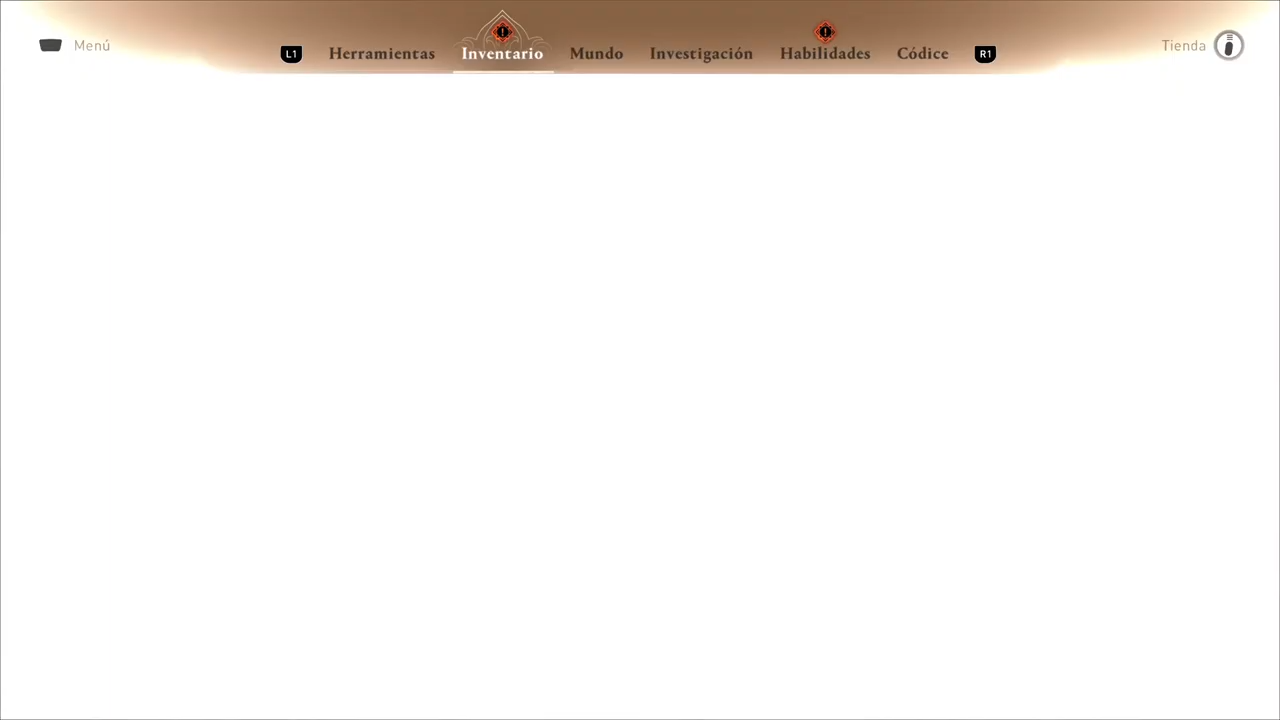 Menú
L1 Herramientas Inventario Mundo Investigación Habilidades Códice R1
Tienda